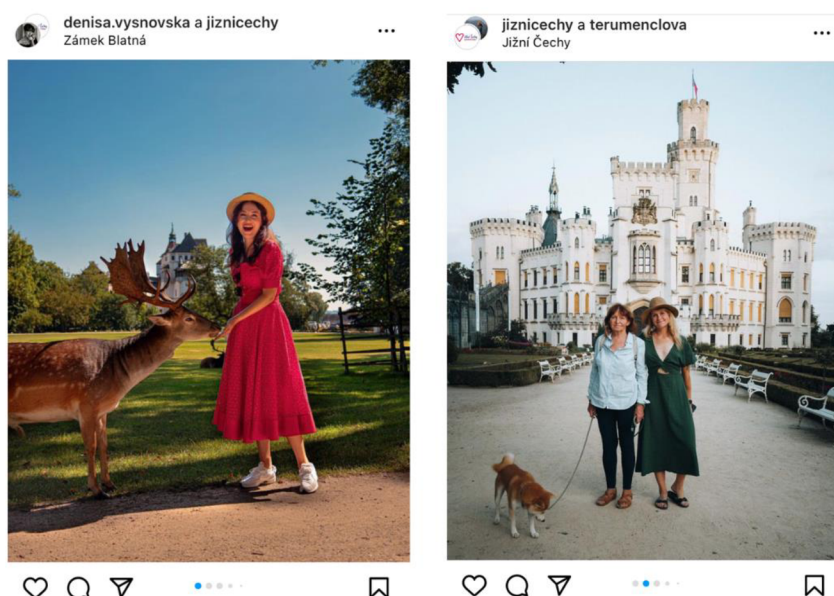 denisa.vysnovska a jiznicechy
Zámek Blatná
jiznicechy a terumenclova
Jižní Čechy